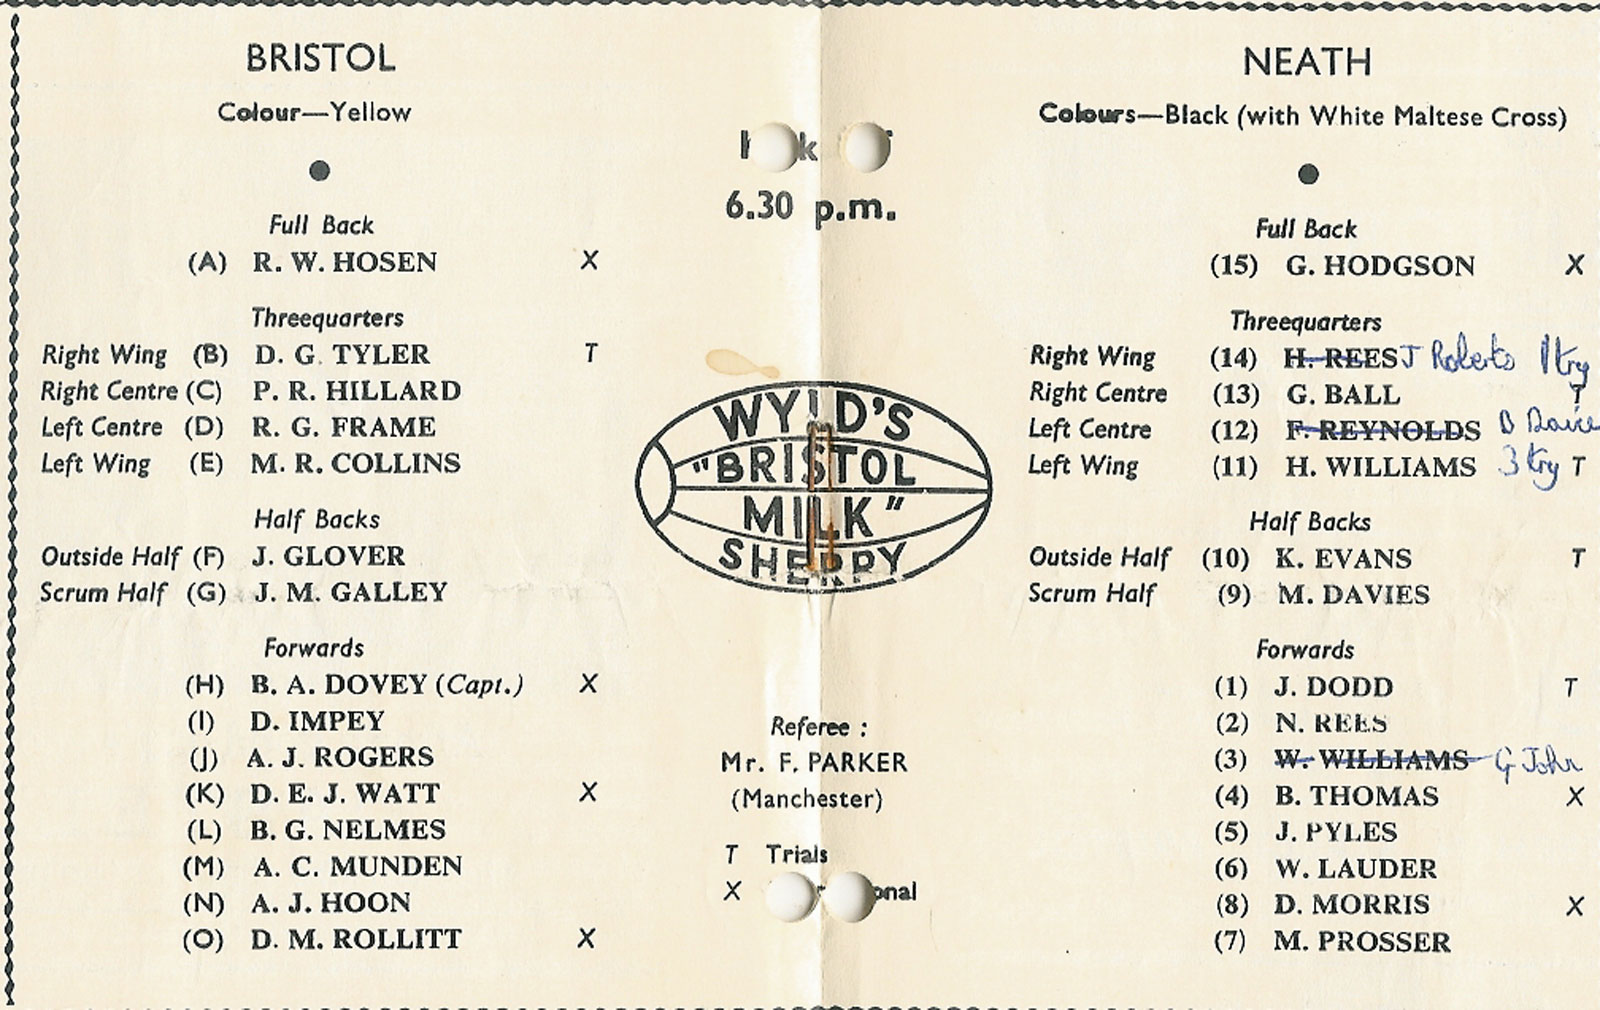 BRISTOL
Colour—Yellow
Full Back
(A) R. W. HOSEN X
Threequarters
Right Wing (B) D. G. TYLER T
Right Centre (C) P. R. HILLARD
Left Centre (D) R. G. FRAME
Left Wing (E) M. R. COLLINS
Half Backs
Outside Half (F) J. GLOVER
Scrum Half (G) J. M. GALLEY
Forwards
(H) B. A. DOVEY (Capt.) X
(I) D. IMPEY
(J) A. J. ROGERS
(K) D. E. J. WATT X
(L) B. G. NELMES
(M) A. C. MUNDEN
(N) A. J. HOON
(O) D. M. ROLLITT X
6.30 p.m.
WYLD'S
"BRISTOL
MILK"
SHERRY
Referee :
Mr. F. PARKER
(Manchester)
T Trials
X
NEATH
Colours—Black (with White Maltese Cross)
Full Back
(15) G. HODGSON X
Threequarters
Right Wing (14) H. REES J Roberts 1 try
Right Centre (13) G. BALL T
Left Centre (12) F. REYNOLDS B
Left Wing (11) H. WILLIAMS 3 try T
Half Backs
Outside Half (10) K. EVANS T
Scrum Half (9) M. DAVIES
Forwards
(1) J. DODD T
(2) N. REES
(3) W. WILLIAMS G John
(4) B. THOMAS X
(5) J. PYLES
(6) W. LAUDER
(8) D. MORRIS X
(7) M. PROSSER